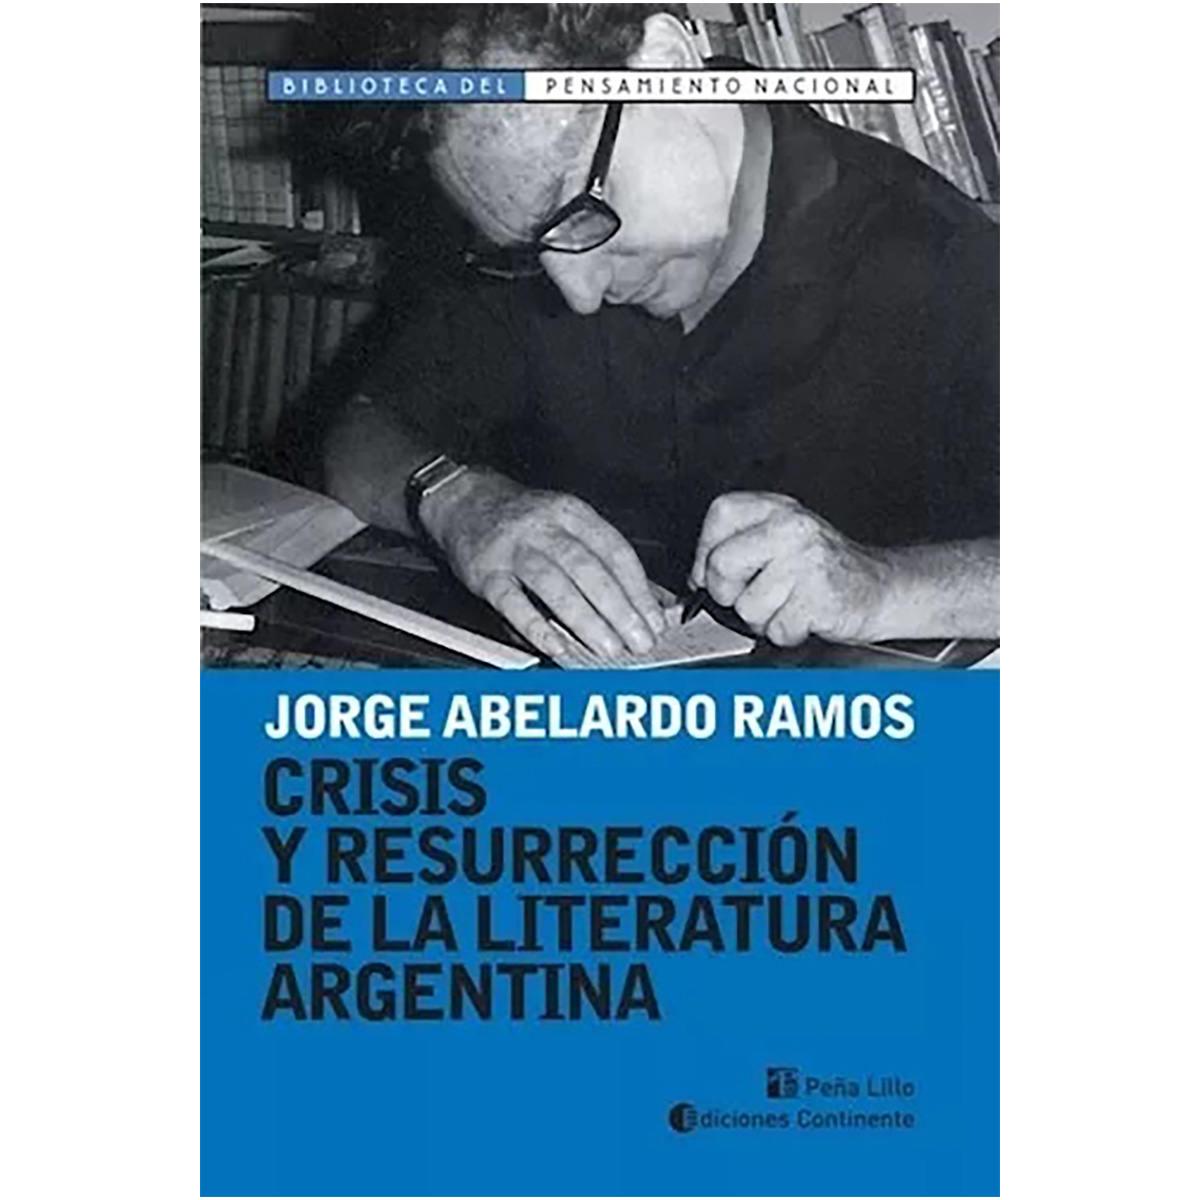 BIBLIOTECA DEL PENSAMIENTO NACIONAL
JORGE ABELARDO RAMOS
CRISIS
Y RESURRECCIÓN
DE LA LITERATURA
ARGENTINA
Peña Lillo
Ediciones Continente